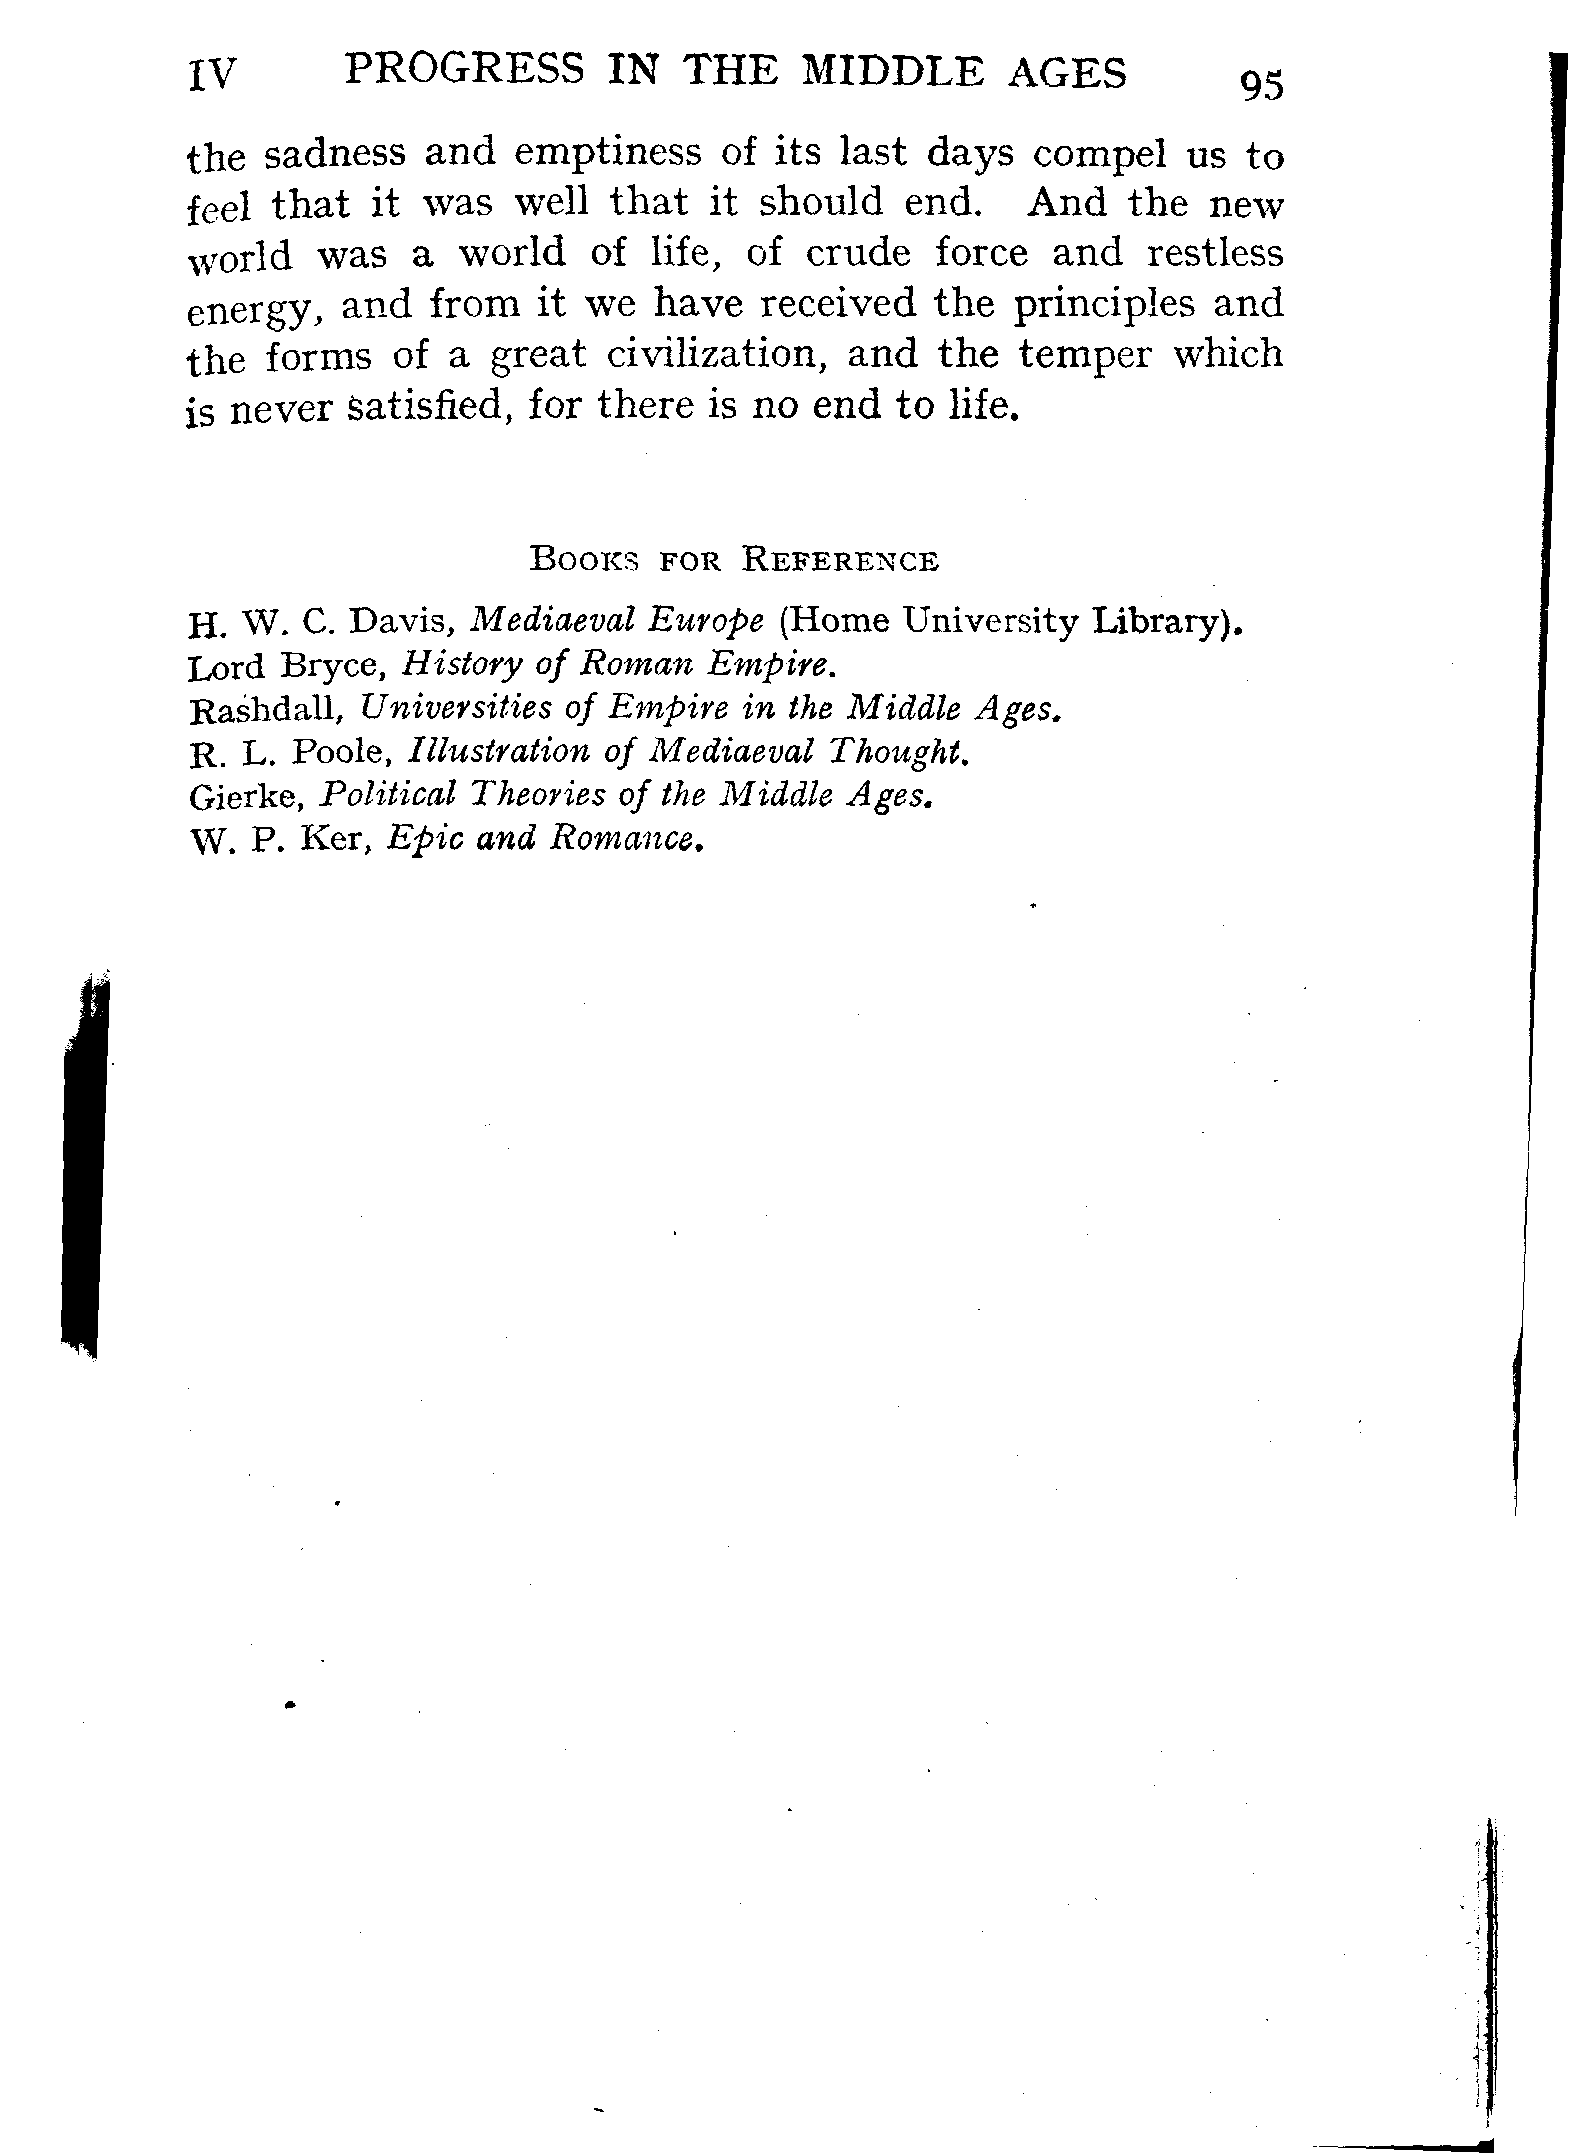 IV PROGRESS IN THE MIDDLE AGES 95
the sadness and emptiness of its last days compel us to
feel that it was well that it should end. And the new
world was a world of life, of crude force and restless
energy, and from it we have received the principles and
the forms of a great civilization, and the temper which
is never satisfied, for there is no end to life.
BOOKS FOR REFERENCE
H. W. C. Davis, Mediaeval Europe (Home University Library).
Lord Bryce, History of Roman Empire.
Rashdall, Universities of Empire in the Middle Ages.
R. L. Poole, Illustration of Mediaeval Thought.
Gierke, Political Theories of the Middle Ages.
W. P. Ker, Epic and Romance.